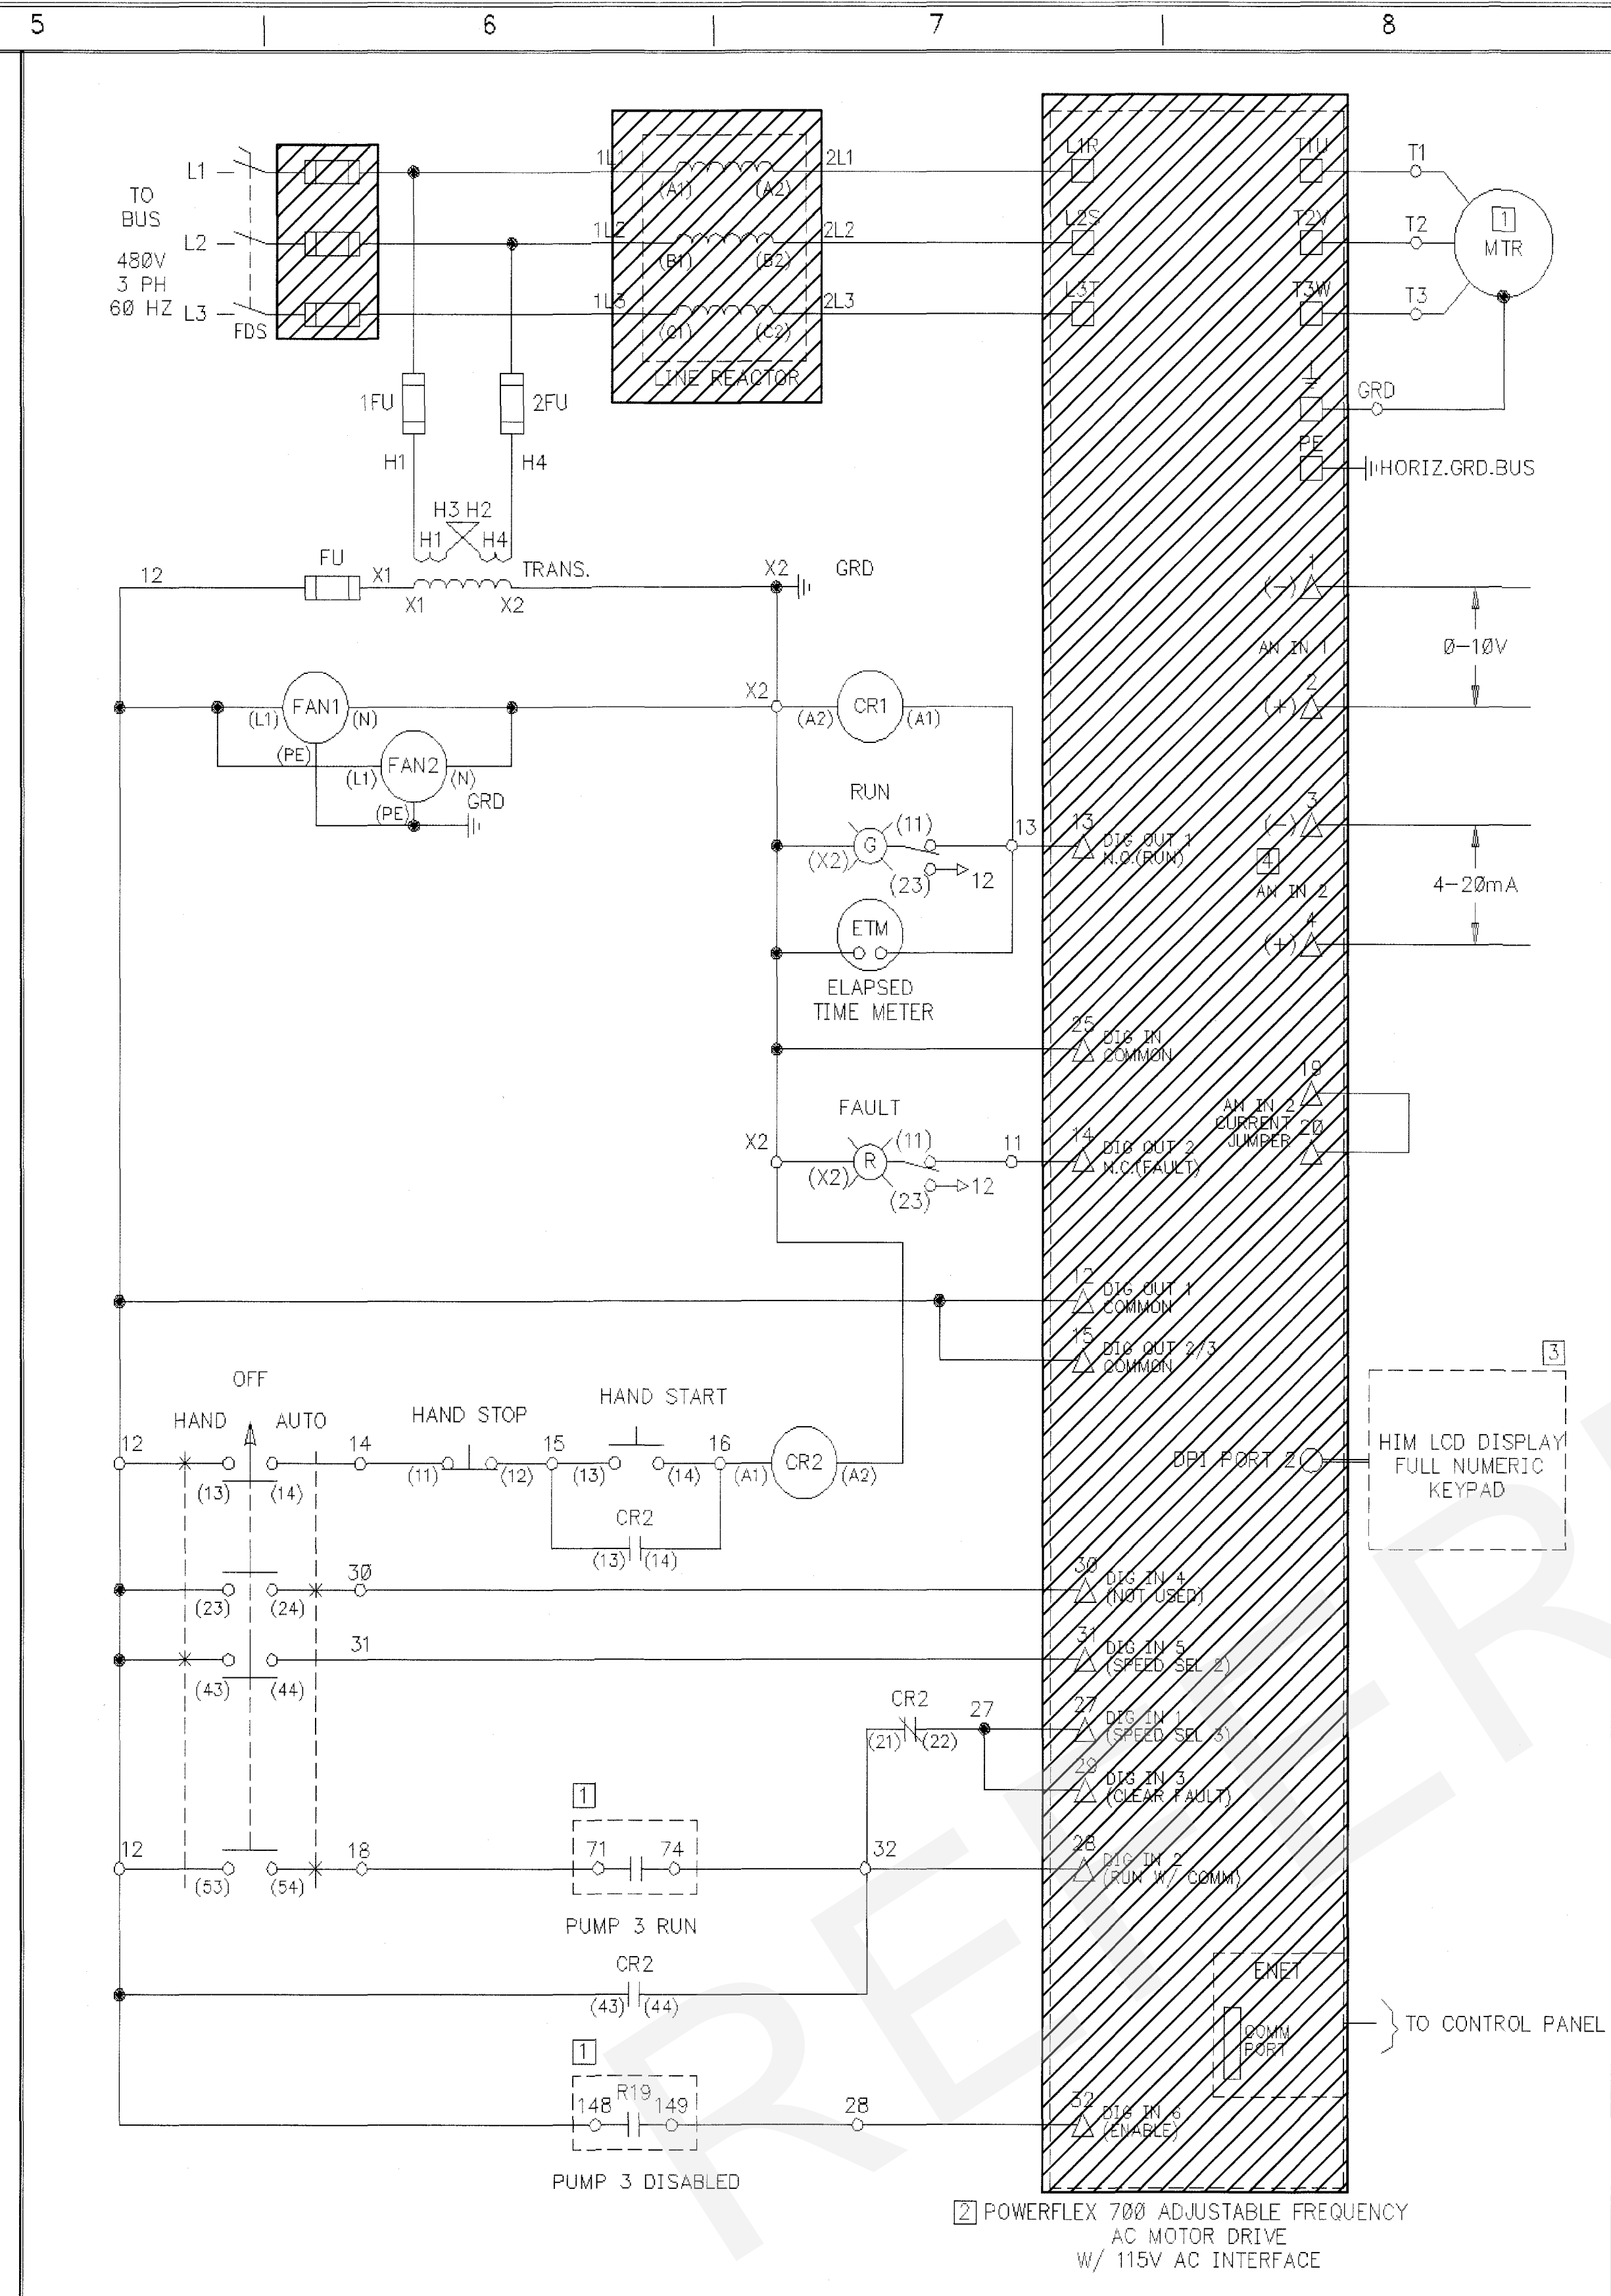 5 6 7 8
TO
BUS
480V
3 PH
60 HZ
L1
L2
L3
FDS
1L1 (A1) (A2) 2L1
1L2 (B1) (B2) 2L2
1L3 (C1) (C2) 2L3
LINE REACTOR
L1R T1U T1
L2S T2V T2
L3T T3W T3
1
MTR
GRD
PE
HORIZ.GRD.BUS
1FU 2FU
H1 H4
H3 H2
H1 H4
12 FU X1 TRANS. X2 GRD
X1 X2
1
(-)
AN IN 1
0-10V
2
(+)
X2
(L1) FAN1 (N)
(A2) CR1 (A1)
(PE)
(L1) FAN2 (N)
(PE) GRD
RUN
(X2) G (11) 13
(23) 12
13 DIG OUT 1
N.O.(RUN)
3
(-)
4
AN IN 2
4-20mA
4
(+)
ETM
ELAPSED
TIME METER
25 DIG IN
COMMON
19
AN IN 2
CURRENT
JUMPER 20
FAULT
X2 (X2) R (11) 11
(23) 12
14 DIG OUT 2
N.C.(FAULT)
12 DIG OUT 1
COMMON
15 DIG OUT 2/3
COMMON
3
HIM LCD DISPLAY
FULL NUMERIC
KEYPAD
DPI PORT 2
OFF
HAND AUTO
HAND STOP
HAND START
12 (13) (14) 14 (11) (12) 15 (13) (14) 16 (A1) CR2 (A2)
CR2
(13) (14)
(23) (24) 30
30 DIG IN 4
(NOT USED)
(43) (44) 31
31 DIG IN 5
(SPEED SEL 2)
CR2
(21) (22) 27
27 DIG IN 1
(SPEED SEL 3)
29 DIG IN 3
(CLEAR FAULT)
1
12 (53) (54) 18 71 74 32
28 DIG IN 2
(RUN W/ COMM)
PUMP 3 RUN
CR2
(43) (44)
ENET
COMM
PORT
TO CONTROL PANEL
1
R19
148 149 28
32 DIG IN 6
(ENABLE)
PUMP 3 DISABLED
2 POWERFLEX 700 ADJUSTABLE FREQUENCY
AC MOTOR DRIVE
W/ 115V AC INTERFACE